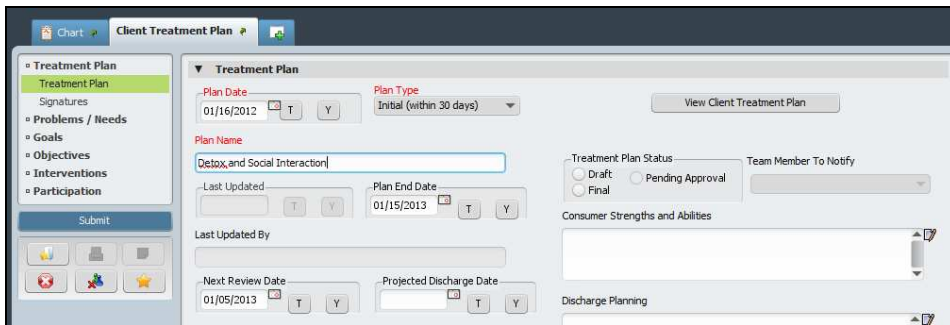 Chart
Client Treatment Plan
Treatment Plan
Treatment Plan
Signatures
Problems / Needs
Goals
Objectives
Interventions
Participation
Submit
Treatment Plan
Plan Date
01/16/2012
T
Y
Plan Type
Initial (within 30 days)
View Client Treatment Plan
Plan Name
Detox and Social Interaction
Last Updated
T
Y
Plan End Date
01/15/2013
T
Y
Last Updated By
Next Review Date
01/05/2013
T
Y
Projected Discharge Date
T
Y
Treatment Plan Status
Draft
Pending Approval
Final
Team Member To Notify
Consumer Strengths and Abilities
Discharge Planning